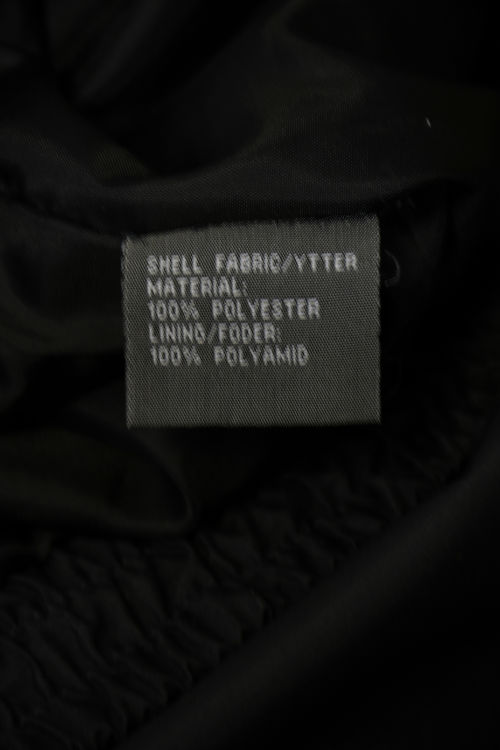 SHELL FABRIC/YTTER
MATERIAL:
100% POLYESTER
LINING/FODER:
100% POLYAMID